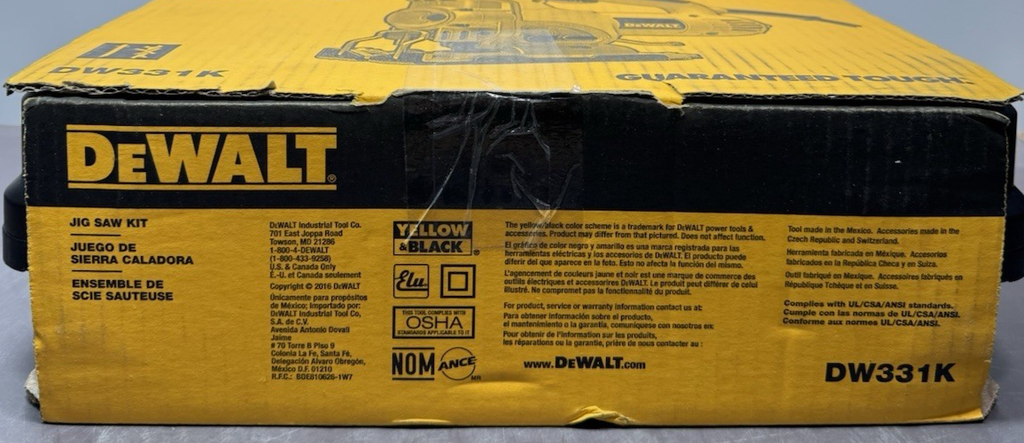 DEWALT
DW331K
GUARANTEED TOUGH.
DEWALT®
JIG SAW KIT
JUEGO DE
SIERRA CALADORA
ENSEMBLE DE
SCIE SAUTEUSE
DEWALT Industrial Tool Co.
701 East Joppa Road
Towson, MD 21286
1-800-4-DEWALT
(1-800-433-9258)
U.S. & Canada Only
É.-U. et Canada seulement
Copyright © 2016 DEWALT
Únicamente para propósitos
de México; Importado por:
DEWALT Industrial Tool Co,
S.A. de C.V.
Avenida Antonio Dovali
Jaime
# 70 Torre B Piso 9
Colonia La Fe, Santa Fé,
Delegación Alvaro Obregón,
México D.F. 01210
R.F.C.: BDE810626-1W7
YELLOW
&BLACK®
THIS TOOL COMPLIES WITH
OSHA
STANDARDS APPLICABLE TO IT
NOM ANCE
The yellow/black color scheme is a trademark for DEWALT power tools &
accessories. Product may differ from that pictured. Does not affect function.
El gráfico de color negro y amarillo es una marca registrada para las
herramientas eléctricas y los accesorios de DEWALT. El producto puede
diferir del que aparece en la foto. Esto no afecta la función del mismo.
L'agencement de couleurs jaune et noir est une marque de commerce des
outils électriques et accessoires DEWALT. Le produit peut différer de celui
illustré. Ne compromet pas la fonctionnalité du produit.
For product, service or warranty information contact us at:
Para obtener información sobre el producto,
el mantenimiento o la garantía, comuníquese con nosotros en:
Pour obtenir de l'information sur les produits,
les réparations ou la garantie, prière de nous contacter au :
www.DEWALT.com
Tool made in the Mexico. Accessories made in the
Czech Republic and Switzerland.
Herramienta fabricada en México. Accesorios
fabricados en la República Checa y en Suiza.
Outil fabriqué en Mexique. Accessoires fabriqués en
République Tchèque et en Suisse.
Complies with UL/CSA/ANSI standards.
Cumple con las normas de UL/CSA/ANSI.
Conforme aux normes UL/CSA/ANSI.
DW331K